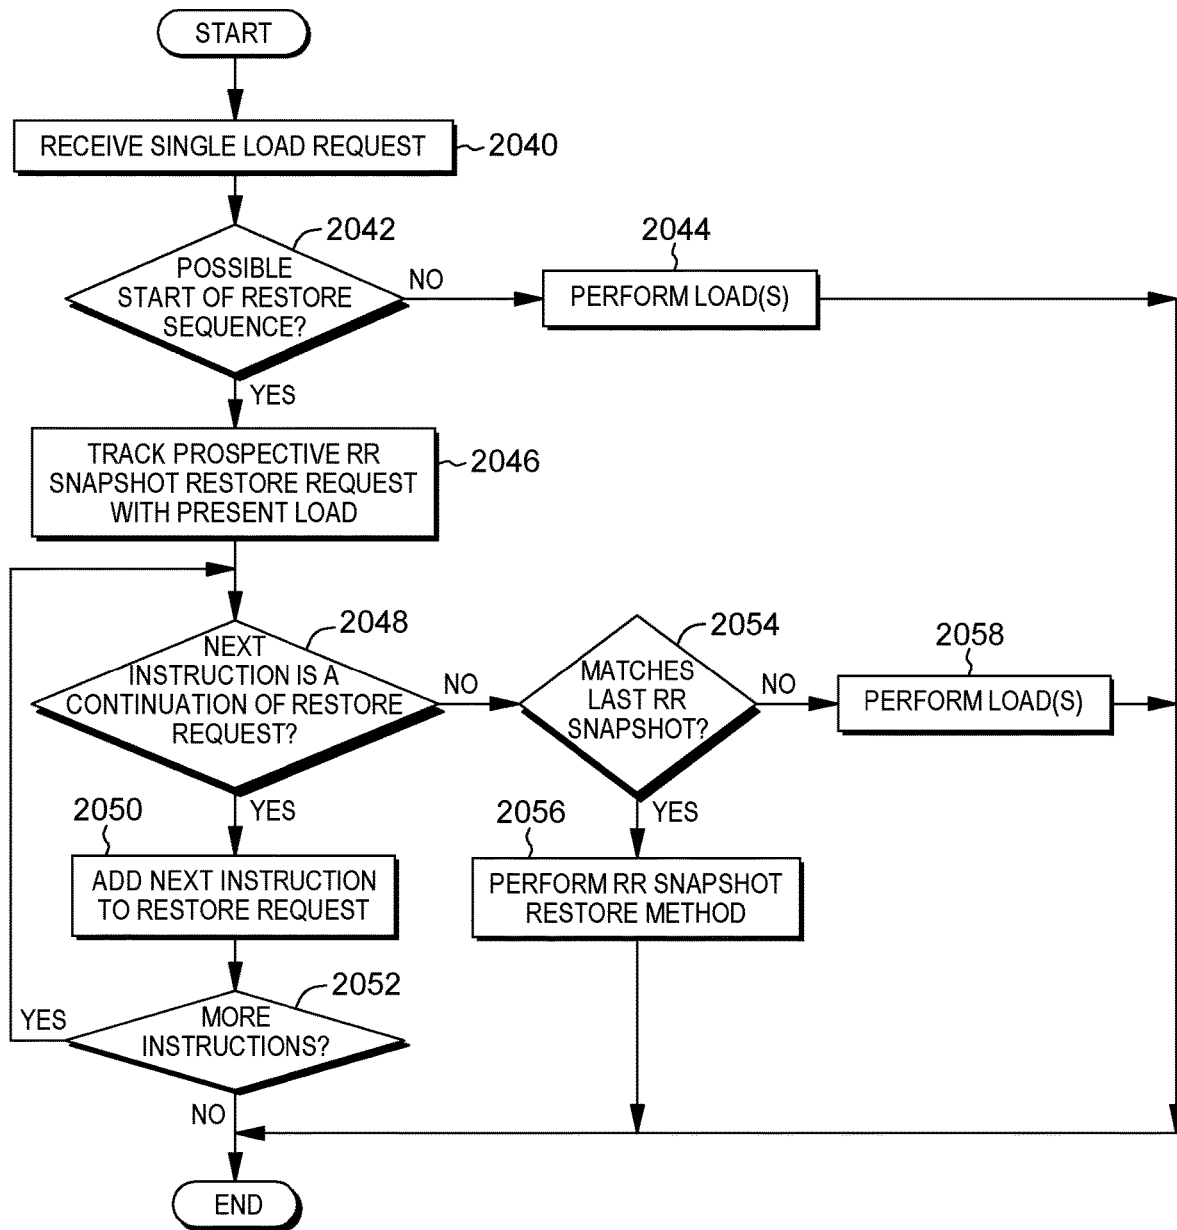 START
RECEIVE SINGLE LOAD REQUEST
2040
2042
POSSIBLE
START OF RESTORE
SEQUENCE?
NO
2044
PERFORM LOAD(S)
YES
TRACK PROSPECTIVE RR
SNAPSHOT RESTORE REQUEST
WITH PRESENT LOAD
2046
2048
NEXT
INSTRUCTION IS A
CONTINUATION OF RESTORE
REQUEST?
NO
2054
MATCHES
LAST RR
SNAPSHOT?
NO
2058
PERFORM LOAD(S)
YES
2050
ADD NEXT INSTRUCTION
TO RESTORE REQUEST
YES
2056
PERFORM RR SNAPSHOT
RESTORE METHOD
2052
MORE
INSTRUCTIONS?
YES
NO
END